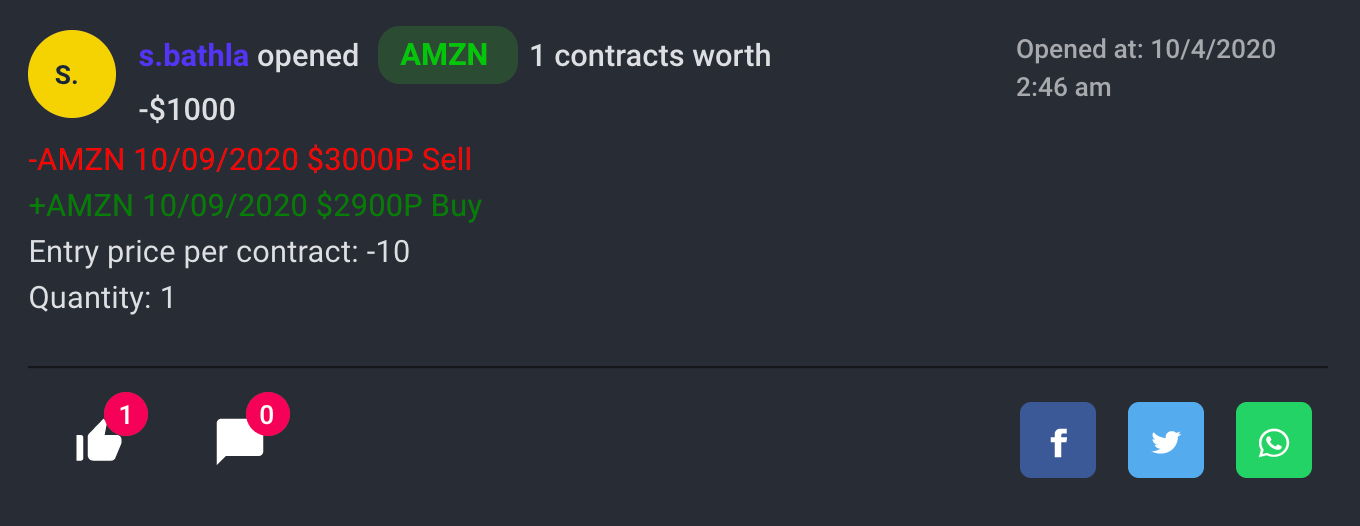 S.
s.bathla opened AMZN 1 contracts worth
-$1000
Opened at: 10/4/2020
2:46 am
-AMZN 10/09/2020 $3000P Sell
+AMZN 10/09/2020 $2900P Buy
Entry price per contract: -10
Quantity: 1
1
0